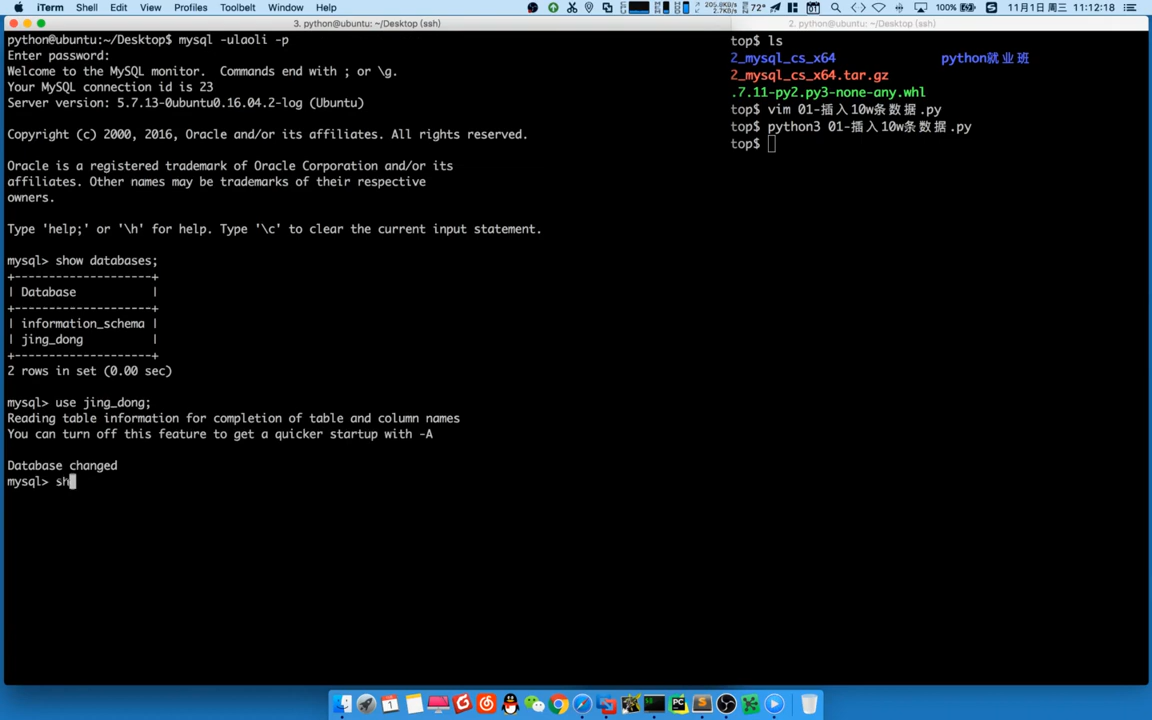 iTerm Shell Edit View Profiles Toolbelt Window Help 72° 100% 11月1日 周三 11:12:18
3. python@ubuntu: ~/Desktop (ssh)
2. python@ubuntu: ~/Desktop (ssh)
python@ubuntu:~/Desktop$ mysql -ulaoli -p
Enter password:
Welcome to the MySQL monitor.  Commands end with ; or \g.
Your MySQL connection id is 23
Server version: 5.7.13-0ubuntu0.16.04.2-log (Ubuntu)
Copyright (c) 2000, 2016, Oracle and/or its affiliates. All rights reserved.
Oracle is a registered trademark of Oracle Corporation and/or its
affiliates. Other names may be trademarks of their respective
owners.
Type 'help;' or '\h' for help. Type '\c' to clear the current input statement.
mysql> show databases;
+--------------------+
| Database           |
+--------------------+
| information_schema |
| jing_dong          |
+--------------------+
2 rows in set (0.00 sec)
mysql> use jing_dong;
Reading table information for completion of table and column names
You can turn off this feature to get a quicker startup with -A
Database changed
mysql> sh
top$ ls
2_mysql_cs_x64 python就业班
2_mysql_cs_x64.tar.gz
.7.11-py2.py3-none-any.whl
top$ vim 01-插入10w条数据.py
top$ python3 01-插入10w条数据.py
top$